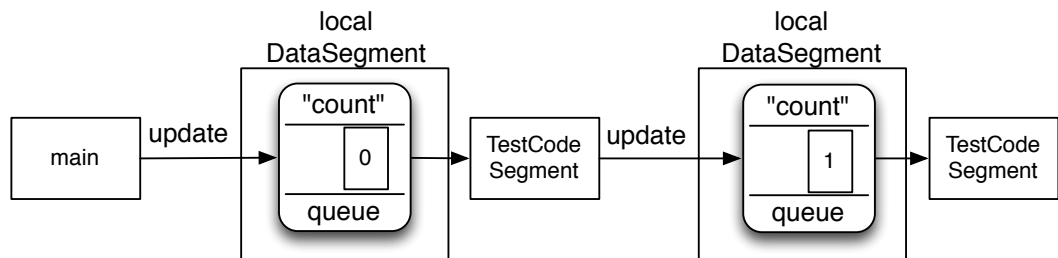 local
DataSegment
local
DataSegment
main
update
"count"
0
queue
TestCode
Segment
update
"count"
1
queue
TestCode
Segment